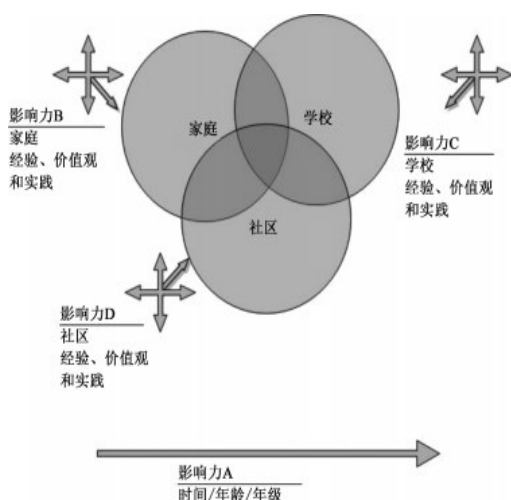 家庭
学校
社区
影响力B
家庭
经验、价值观
和实践
影响力C
学校
经验、价值观
和实践
影响力D
社区
经验、价值观
和实践
影响力A
时间/年龄/年级